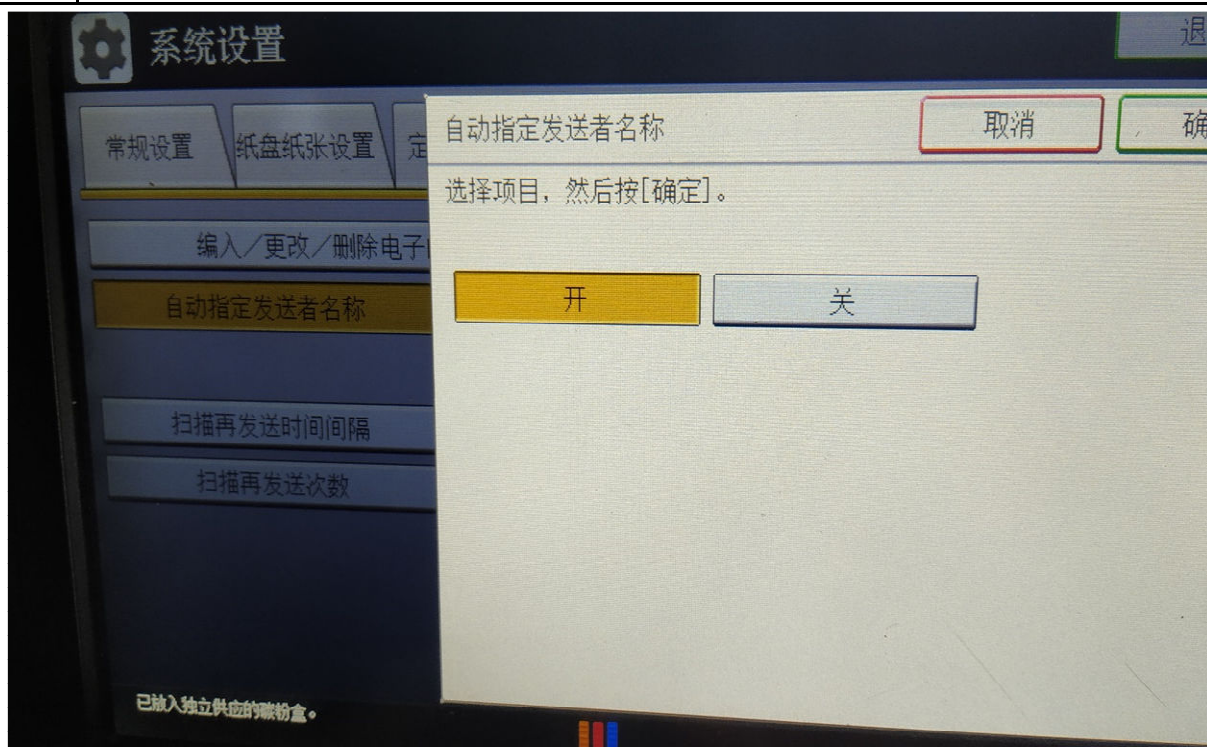 系统设置
退
常规设置
纸盘纸张设置
定
自动指定发送者名称
取消
确
选择项目，然后按[确定]。
编入／更改／删除电子
自动指定发送者名称
开
关
扫描再发送时间间隔
扫描再发送次数
已放入独立供应的碳粉盒。